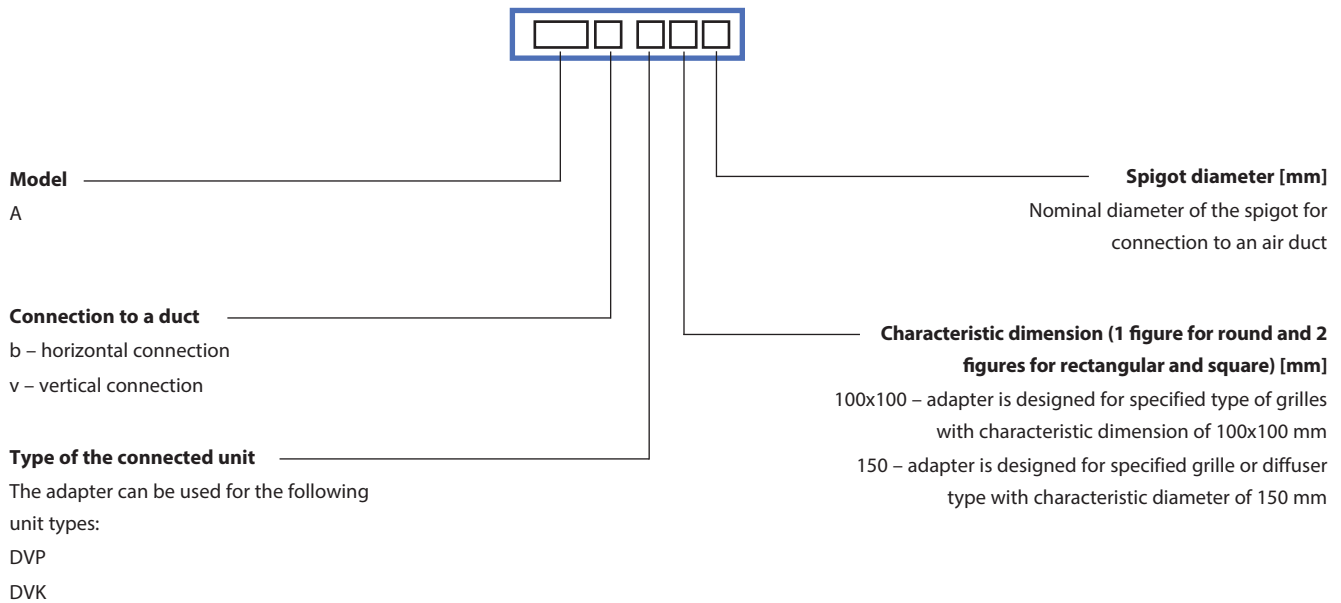 Model
A
Connection to a duct
b – horizontal connection
v – vertical connection
Type of the connected unit
The adapter can be used for the following
unit types:
DVP
DVK
Spigot diameter [mm]
Nominal diameter of the spigot for
connection to an air duct
Characteristic dimension (1 figure for round and 2
figures for rectangular and square) [mm]
100x100 – adapter is designed for specified type of grilles
with characteristic dimension of 100x100 mm
150 – adapter is designed for specified grille or diffuser
type with characteristic diameter of 150 mm